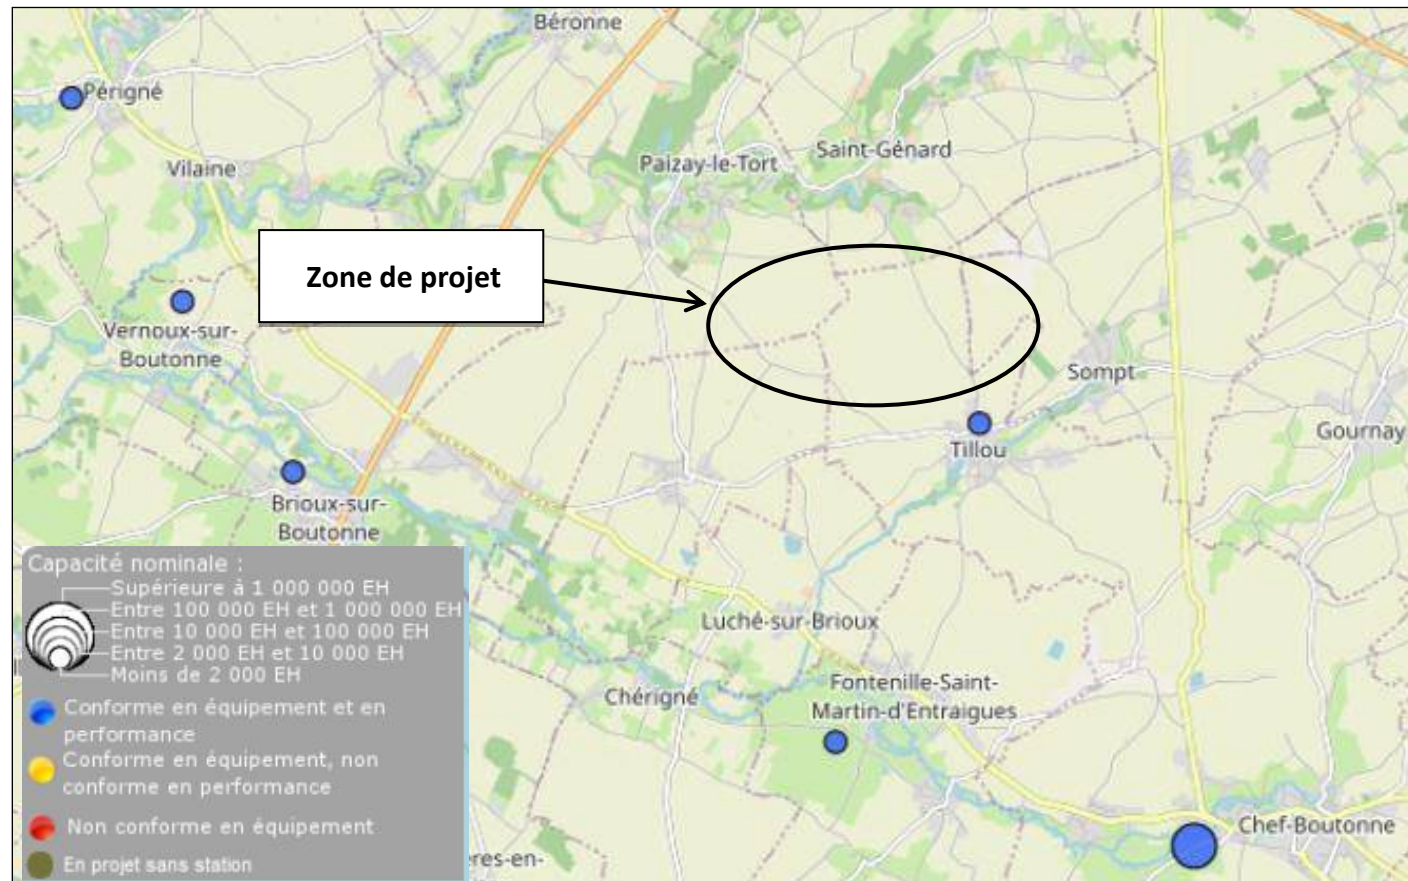 Béronne
Périgné
Vilaine
Paizay-le-Tort
Saint-Génard
Zone de projet
Vernoux-sur-
Boutonne
Sompt
Gournay
Tillou
Brioux-sur-
Boutonne
Capacité nominale :
Supérieure à 1 000 000 EH
Entre 100 000 EH et 1 000 000 EH
Entre 10 000 EH et 100 000 EH
Entre 2 000 EH et 10 000 EH
Moins de 2 000 EH
Conforme en équipement et en
performance
Conforme en équipement, non
conforme en performance
Non conforme en équipement
En projet sans station
Luché-sur-Brioux
Chérigné
Fontenille-Saint-
Martin-d'Entraigues
Chef-Boutonne
res-en-